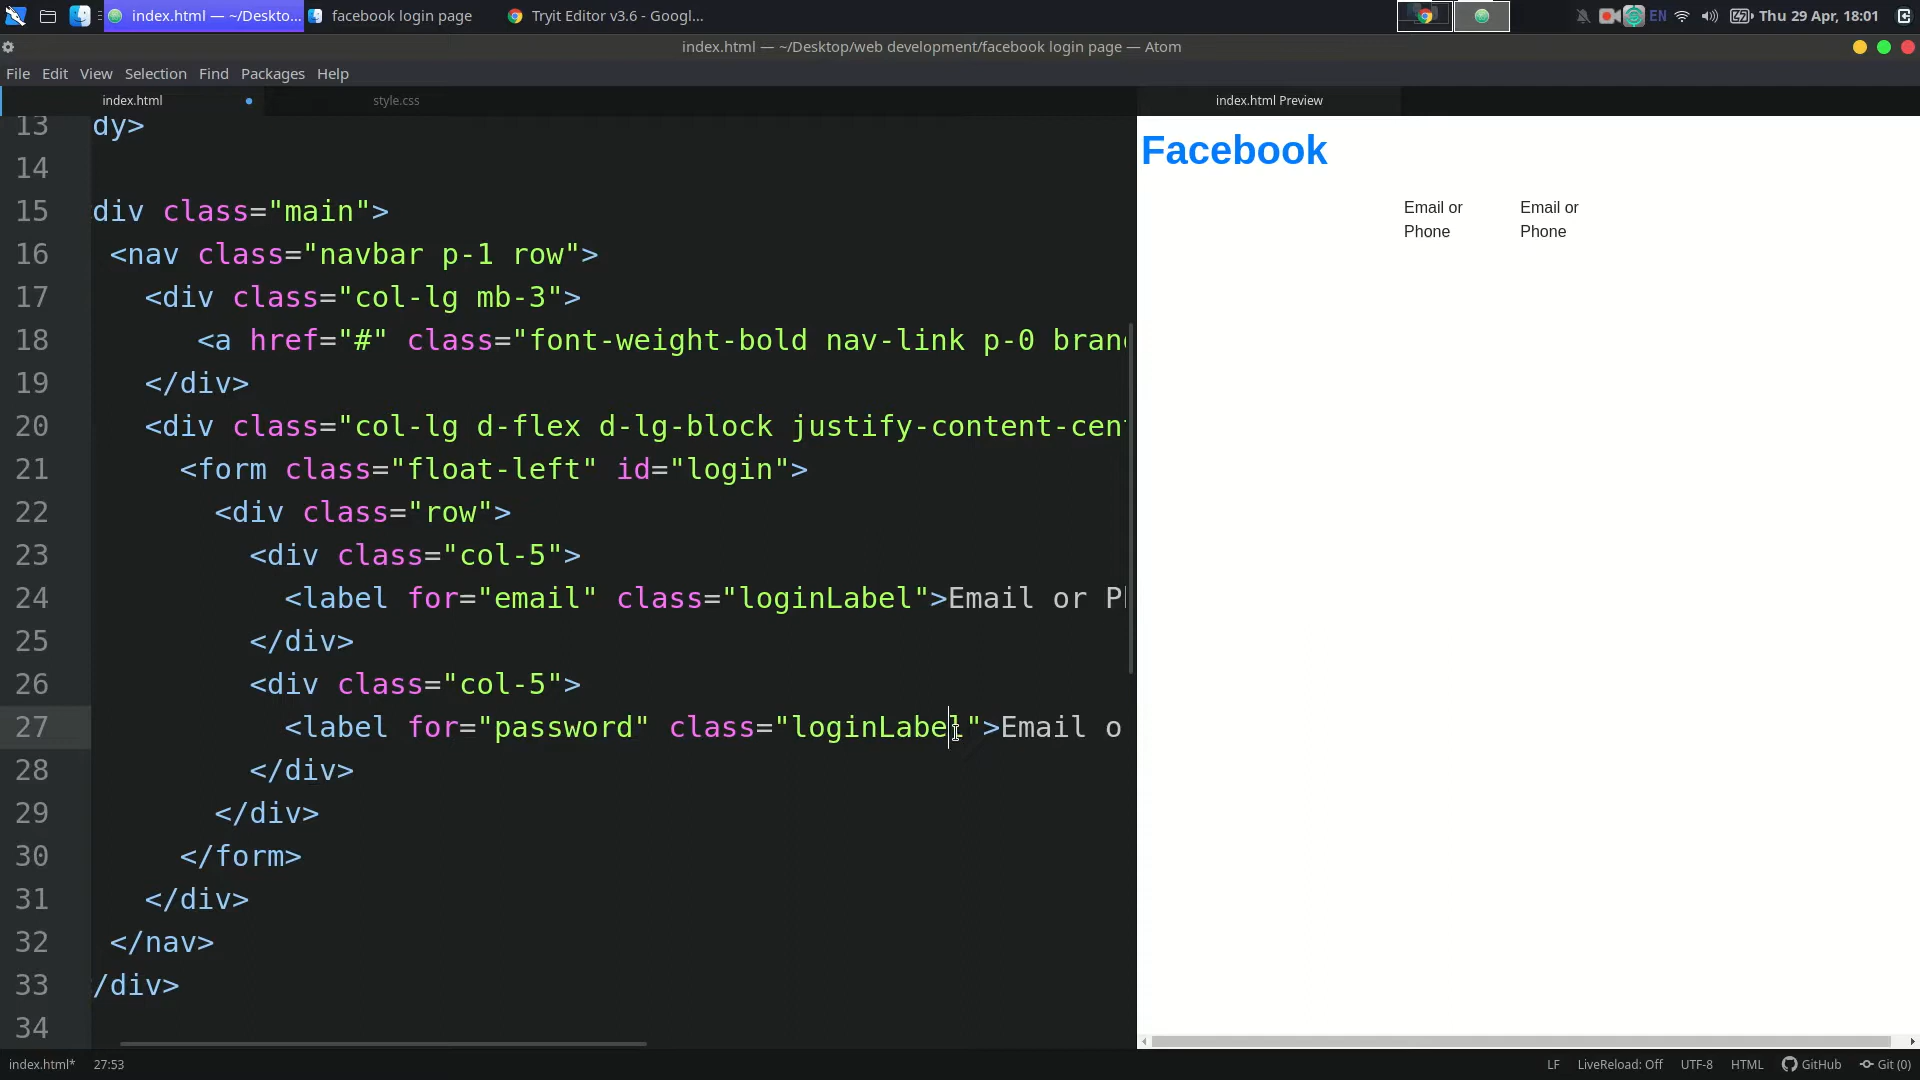 index.html — ~/Deskto...
facebook login page
Tryit Editor v3.6 - Googl...
EN
Thu 29 Apr, 18:01
index.html — ~/Desktop/web development/facebook login page — Atom
File Edit View Selection Find Packages Help
index.html
style.css
index.html Preview
13 dy>
14
15 div class="main">
16 <nav class="navbar p-1 row">
17 <div class="col-lg mb-3">
18 <a href="#" class="font-weight-bold nav-link p-0 bran
19 </div>
20 <div class="col-lg d-flex d-lg-block justify-content-cen
21 <form class="float-left" id="login">
22 <div class="row">
23 <div class="col-5">
24 <label for="email" class="loginLabel">Email or P
25 </div>
26 <div class="col-5">
27 <label for="password" class="loginLabel">Email o
28 </div>
29 </div>
30 </form>
31 </div>
32 </nav>
33 /div>
34
Facebook
Email or
Phone
Email or
Phone
index.html* 27:53
LF LiveReload: Off UTF-8 HTML GitHub Git (0)